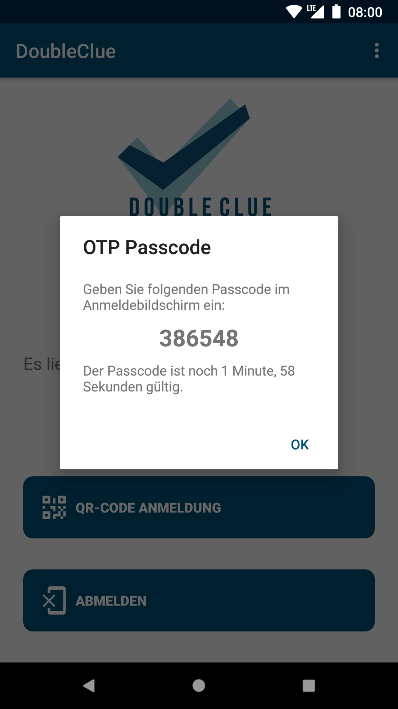 LTE 08:00
DoubleClue
DOUBLE CLUE
OTP Passcode
Geben Sie folgenden Passcode im
Anmeldebildschirm ein:
386548
Es lie
Der Passcode ist noch 1 Minute, 58
Sekunden gültig.
OK
QR-CODE ANMELDUNG
ABMELDEN